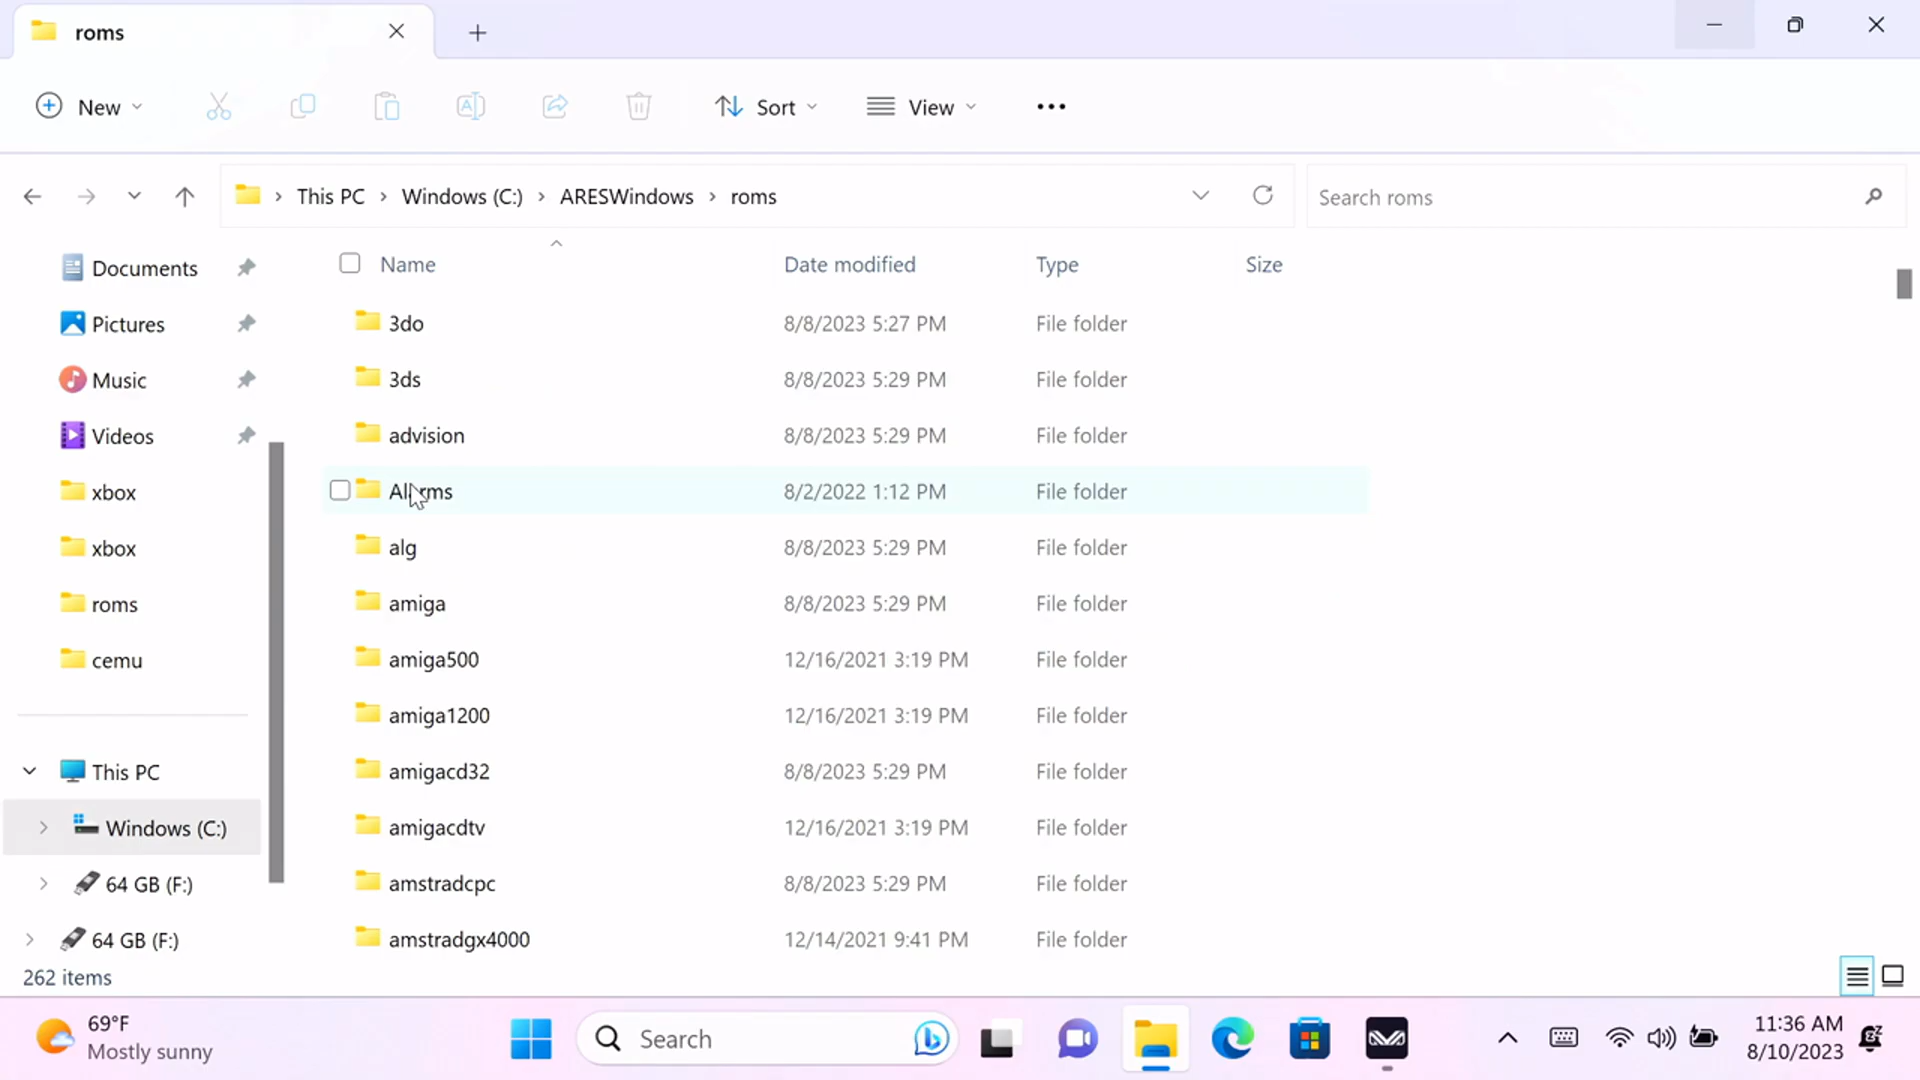 roms
New
Sort
View
This PC > Windows (C:) > ARESWindows > roms
Search roms
Documents
Pictures
Music
Videos
xbox
xbox
roms
cemu
This PC
Windows (C:)
64 GB (F:)
64 GB (F:)
Name Date modified Type Size
3do 8/8/2023 5:27 PM File folder
3ds 8/8/2023 5:29 PM File folder
advision 8/8/2023 5:29 PM File folder
8/2/2022 1:12 PM File folder
alg 8/8/2023 5:29 PM File folder
amiga 8/8/2023 5:29 PM File folder
amiga500 12/16/2021 3:19 PM File folder
amiga1200 12/16/2021 3:19 PM File folder
amigacd32 8/8/2023 5:29 PM File folder
amigacdtv 12/16/2021 3:19 PM File folder
amstradcpc 8/8/2023 5:29 PM File folder
amstradgx4000 12/14/2021 9:41 PM File folder
262 items
69°F
Mostly sunny
Search
11:36 AM
8/10/2023